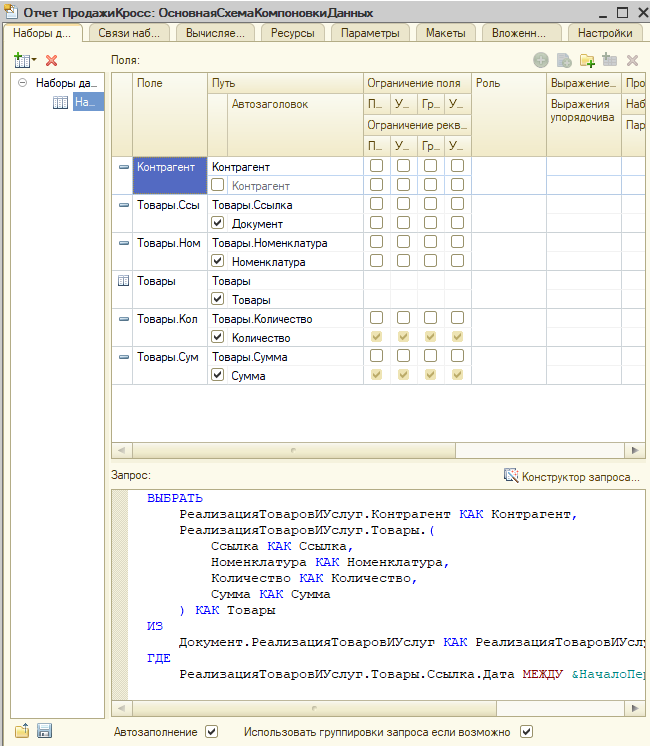 Отчет ПродажиКросс: ОсновнаяСхемаКомпоновкиДанных
Наборы д...
Связи наб...
Вычисляе...
Ресурсы
Параметры
Макеты
Вложенн...
Настройки
Поля:
Наборы да...
На...
Поле
Путь
Автозаголовок
Ограничение поля
П...
У...
Гр...
У...
Ограничение рекв...
П...
У...
Гр...
У...
Роль
Выражение...
Выражения
упорядочива
Про
Наб
Пар
Контрагент
Контрагент
Контрагент
Товары.Ссы
Товары.Ссылка
Документ
Товары.Ном
Товары.Номенклатура
Номенклатура
Товары
Товары
Товары
Товары.Кол
Товары.Количество
Количество
Товары.Сум
Товары.Сумма
Сумма
Запрос:
Конструктор запроса...
ВЫБРАТЬ
РеализацияТоваровИУслуг.Контрагент КАК Контрагент,
РеализацияТоваровИУслуг.Товары.(
Ссылка КАК Ссылка,
Номенклатура КАК Номенклатура,
Количество КАК Количество,
Сумма КАК Сумма
) КАК Товары
ИЗ
Документ.РеализацияТоваровИУслуг КАК РеализацияТоваровИУслу
ГДЕ
РеализацияТоваровИУслуг.Товары.Ссылка.Дата МЕЖДУ &НачалоПер
Автозаполнение
Использовать группировки запроса если возможно